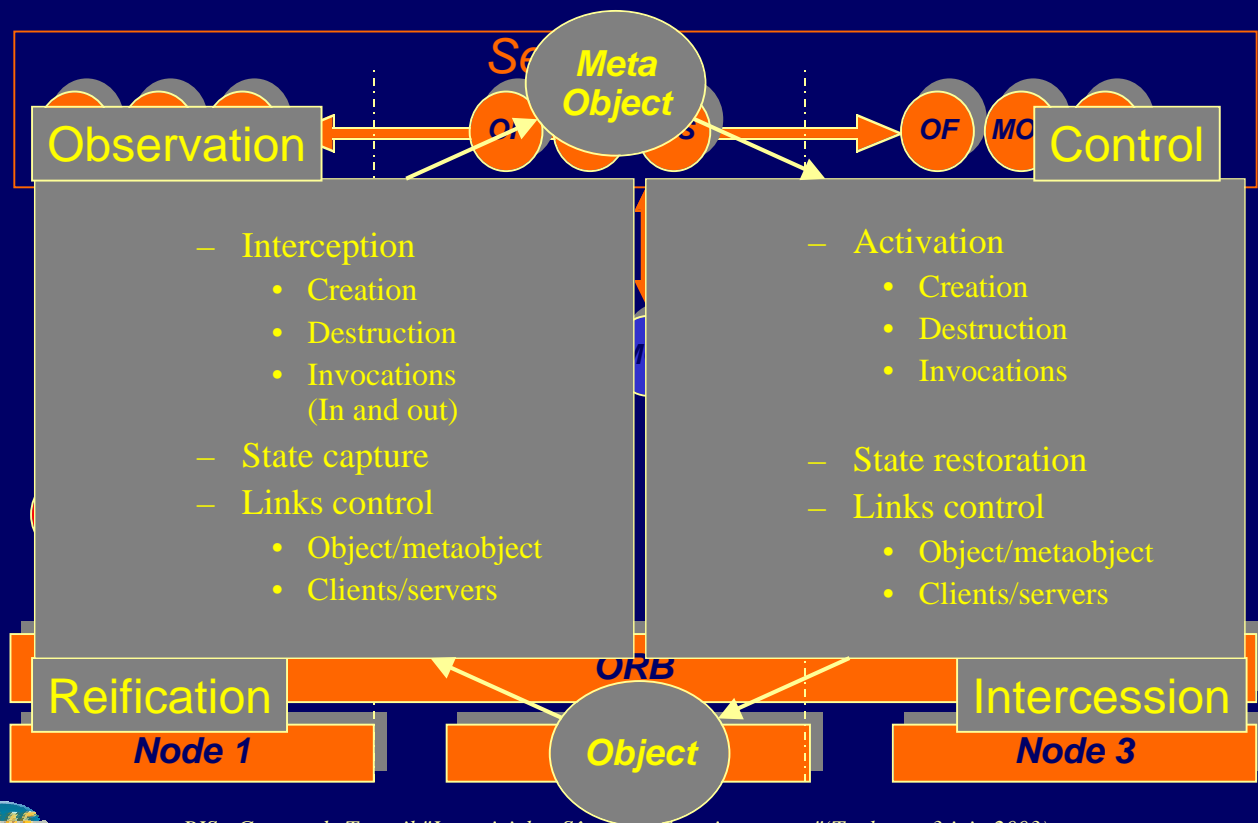 Meta
Object
OF
MO
Observation
Control
– Interception
• Creation
• Destruction
• Invocations
(In and out)
– State capture
– Links control
• Object/metaobject
• Clients/servers
– Activation
• Creation
• Destruction
• Invocations
– State restoration
– Links control
• Object/metaobject
• Clients/servers
ORB
Reification
Intercession
Node 1
Object
Node 3